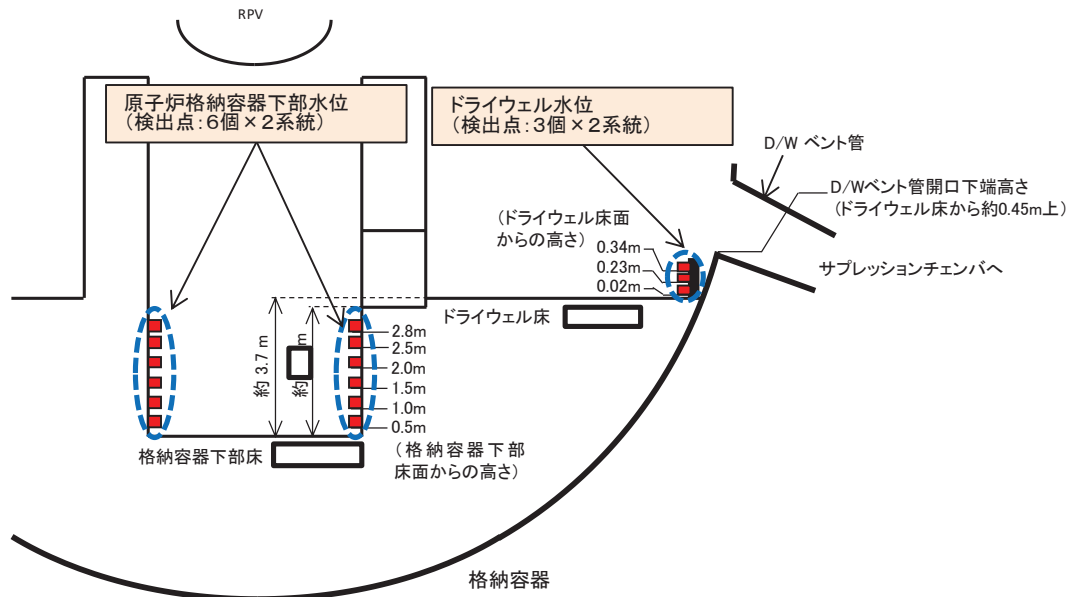 RPV
原子炉格納容器下部水位
(検出点:6個×2系統)
ドライウェル水位
(検出点:3個×2系統)
D/W ベント管
D/Wベント管開口下端高さ
(ドライウェル床から約0.45m上)
(ドライウェル床面
からの高さ)
0.34m
0.23m
0.02m
サプレッションチェンバへ
ドライウェル床
約 3.7 m
約 m
2.8m
2.5m
2.0m
1.5m
1.0m
0.5m
格納容器下部床
(格納容器下部
床面からの高さ)
格納容器